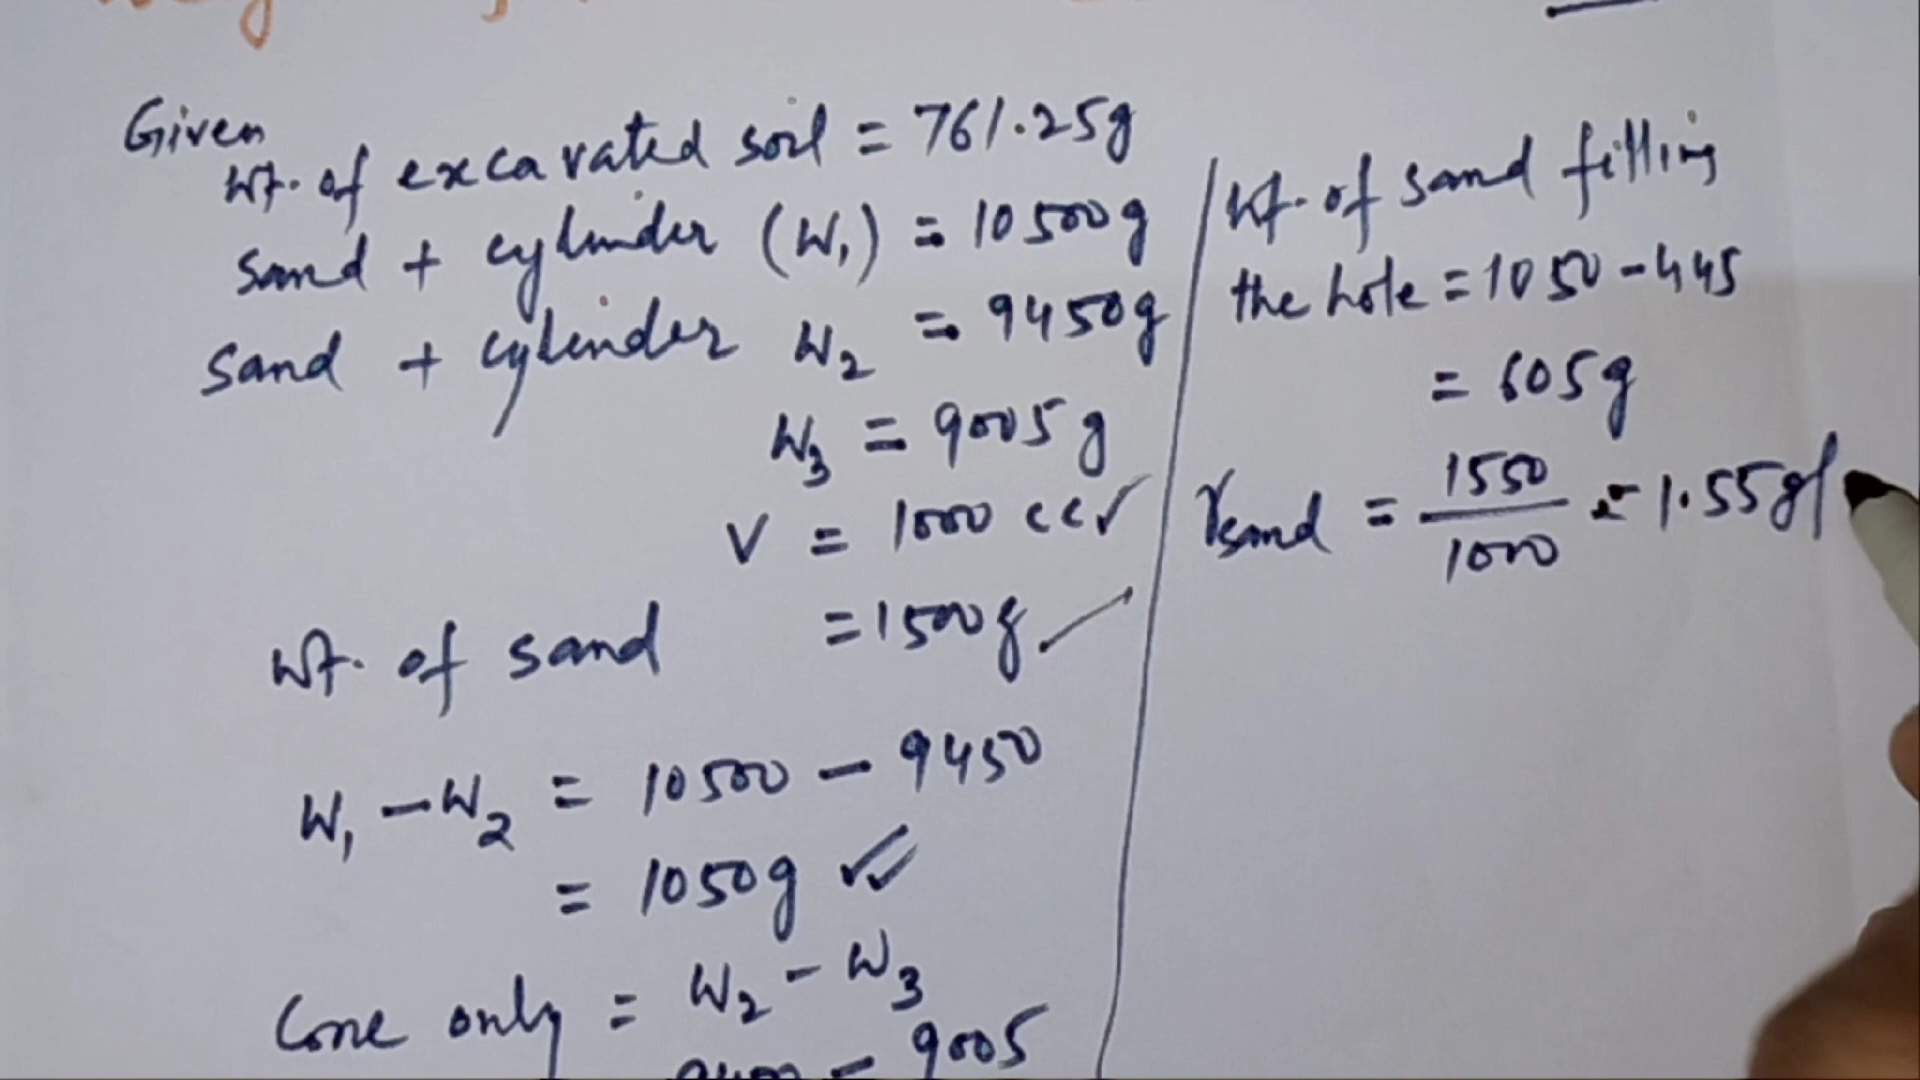 Given
Wt. of excavated soil = 761.25g
Sand + cylinder (W1) = 10500g
Sand + cylinder W2 = 9450g
W3 = 9005g
V = 1000 cc ✓
Wt. of sand = 1500g
W1 - W2 = 10500 - 9450
= 1050g
Cone only = W2 - W3
- 9005
Wt. of sand filling
the hole = 1050 - 445
= 605g
γsand = 1550/1000 = 1.55g/